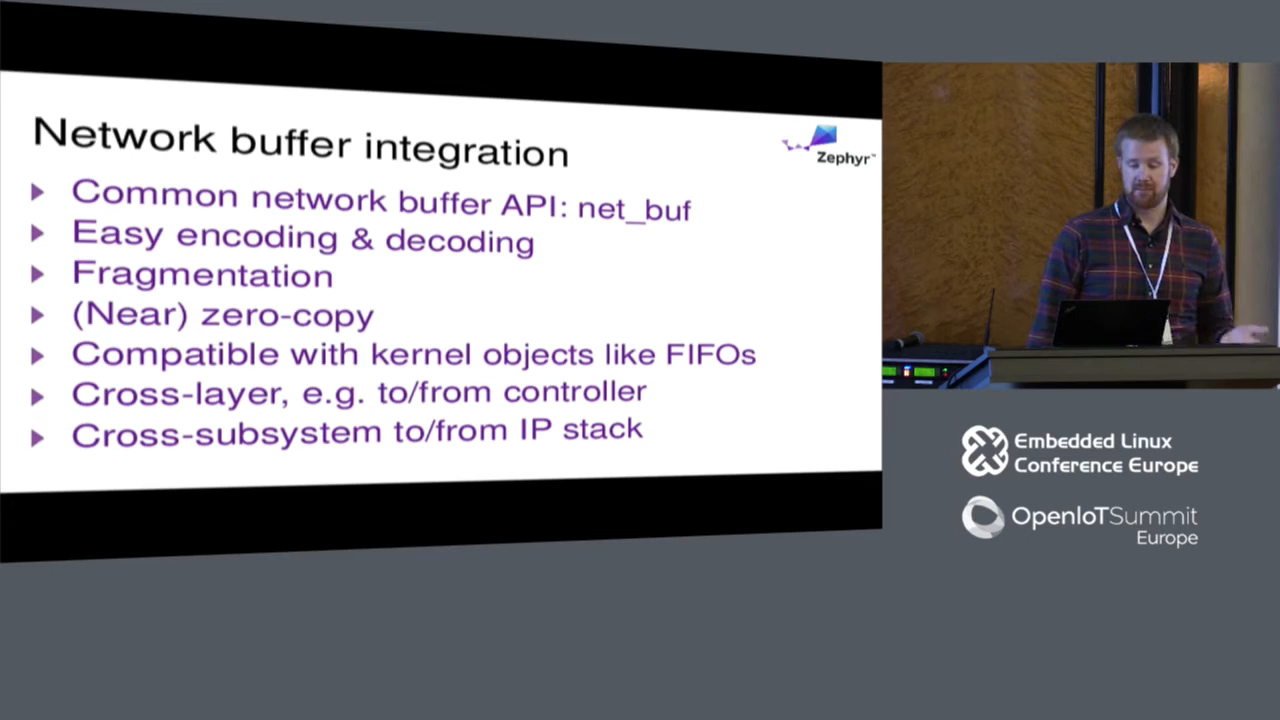 Network buffer integration
Zephyr™
Common network buffer API: net_buf
Easy encoding & decoding
Fragmentation
(Near) zero-copy
Compatible with kernel objects like FIFOs
Cross-layer, e.g. to/from controller
Cross-subsystem to/from IP stack
Embedded Linux
Conference Europe
OpenIoTSummit
Europe